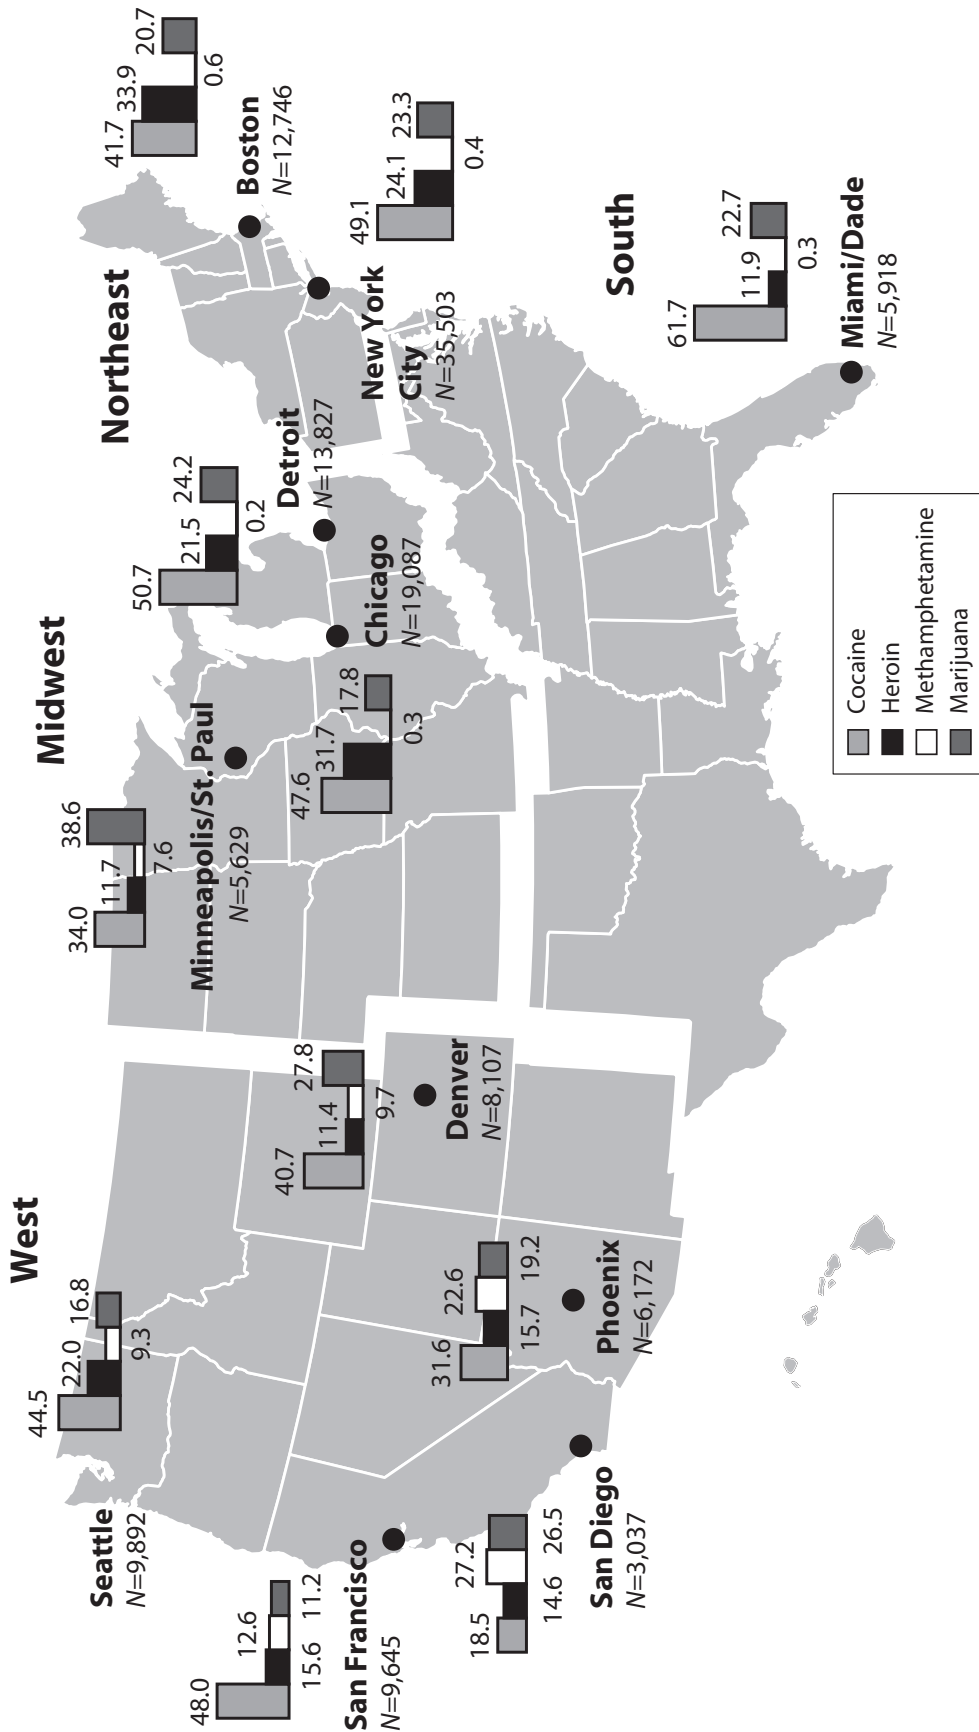 West
Midwest
Northeast
South
Seattle
N=9,892
44.5
22.0
9.3
16.8
San Francisco
N=9,645
48.0
15.6
12.6
11.2
San Diego
N=3,037
18.5
14.6
27.2
26.5
Phoenix
N=6,172
31.6
15.7
22.6
19.2
Denver
N=8,107
40.7
11.4
9.7
27.8
Minneapolis/St. Paul
N=5,629
34.0
11.7
7.6
38.6
Chicago
N=19,087
47.6
31.7
0.3
17.8
Detroit
N=13,827
50.7
21.5
0.2
24.2
New York
City
N=35,503
49.1
24.1
0.4
23.3
Boston
N=12,746
41.7
33.9
0.6
20.7
Miami/Dade
N=5,918
61.7
11.9
0.3
22.7
Cocaine
Heroin
Methamphetamine
Marijuana